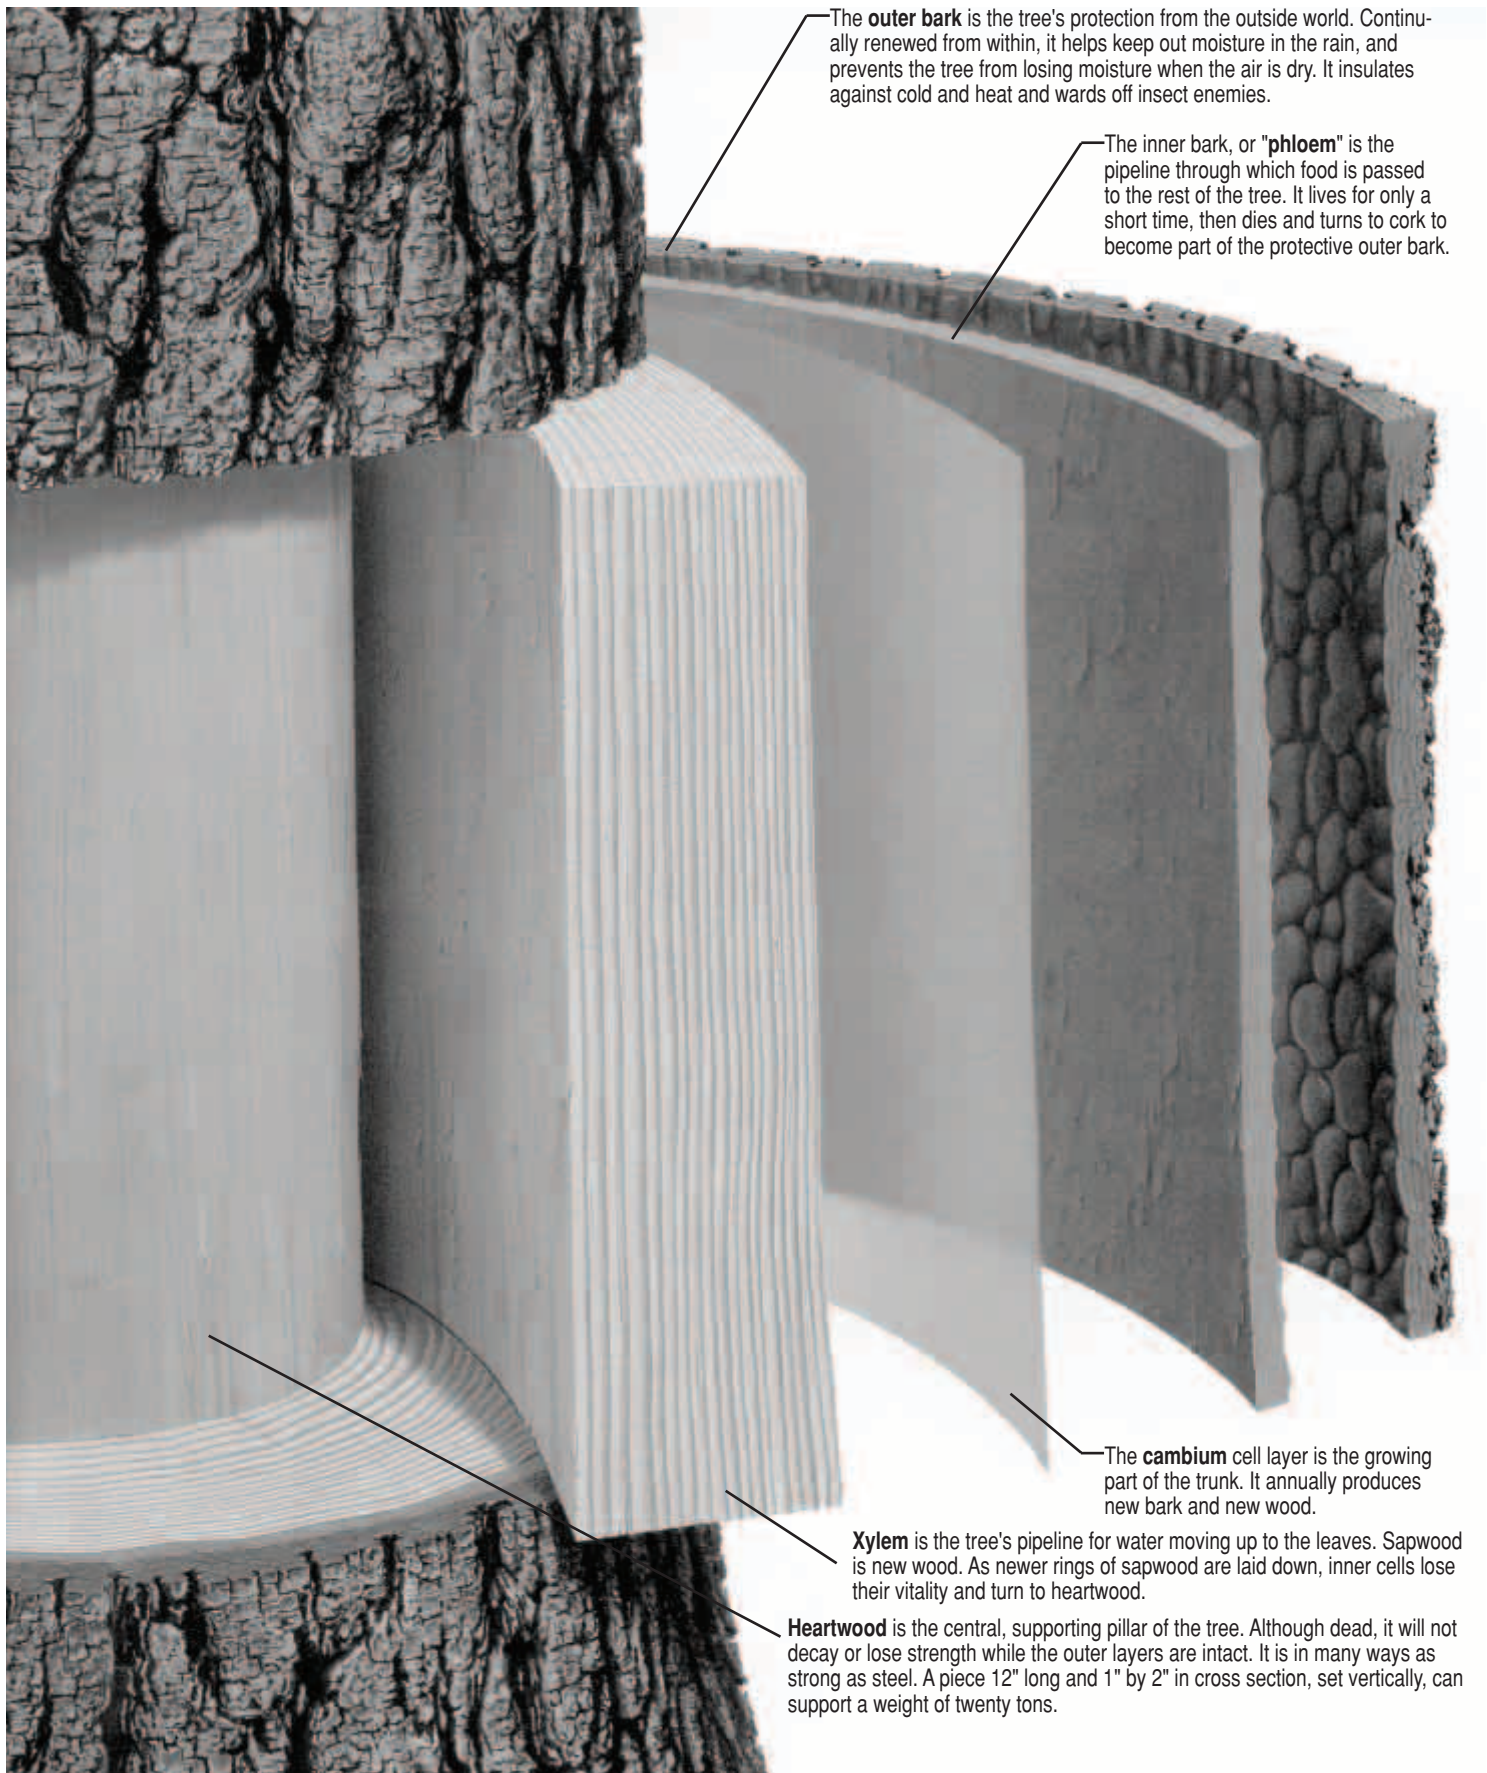 The outer bark is the tree's protection from the outside world. Continu-
ally renewed from within, it helps keep out moisture in the rain, and
prevents the tree from losing moisture when the air is dry. It insulates
against cold and heat and wards off insect enemies.
The inner bark, or "phloem" is the
pipeline through which food is passed
to the rest of the tree. It lives for only a
short time, then dies and turns to cork to
become part of the protective outer bark.
The cambium cell layer is the growing
part of the trunk. It annually produces
new bark and new wood.
Xylem is the tree's pipeline for water moving up to the leaves. Sapwood
is new wood. As newer rings of sapwood are laid down, inner cells lose
their vitality and turn to heartwood.
Heartwood is the central, supporting pillar of the tree. Although dead, it will not
decay or lose strength while the outer layers are intact. It is in many ways as
strong as steel. A piece 12" long and 1" by 2" in cross section, set vertically, can
support a weight of twenty tons.